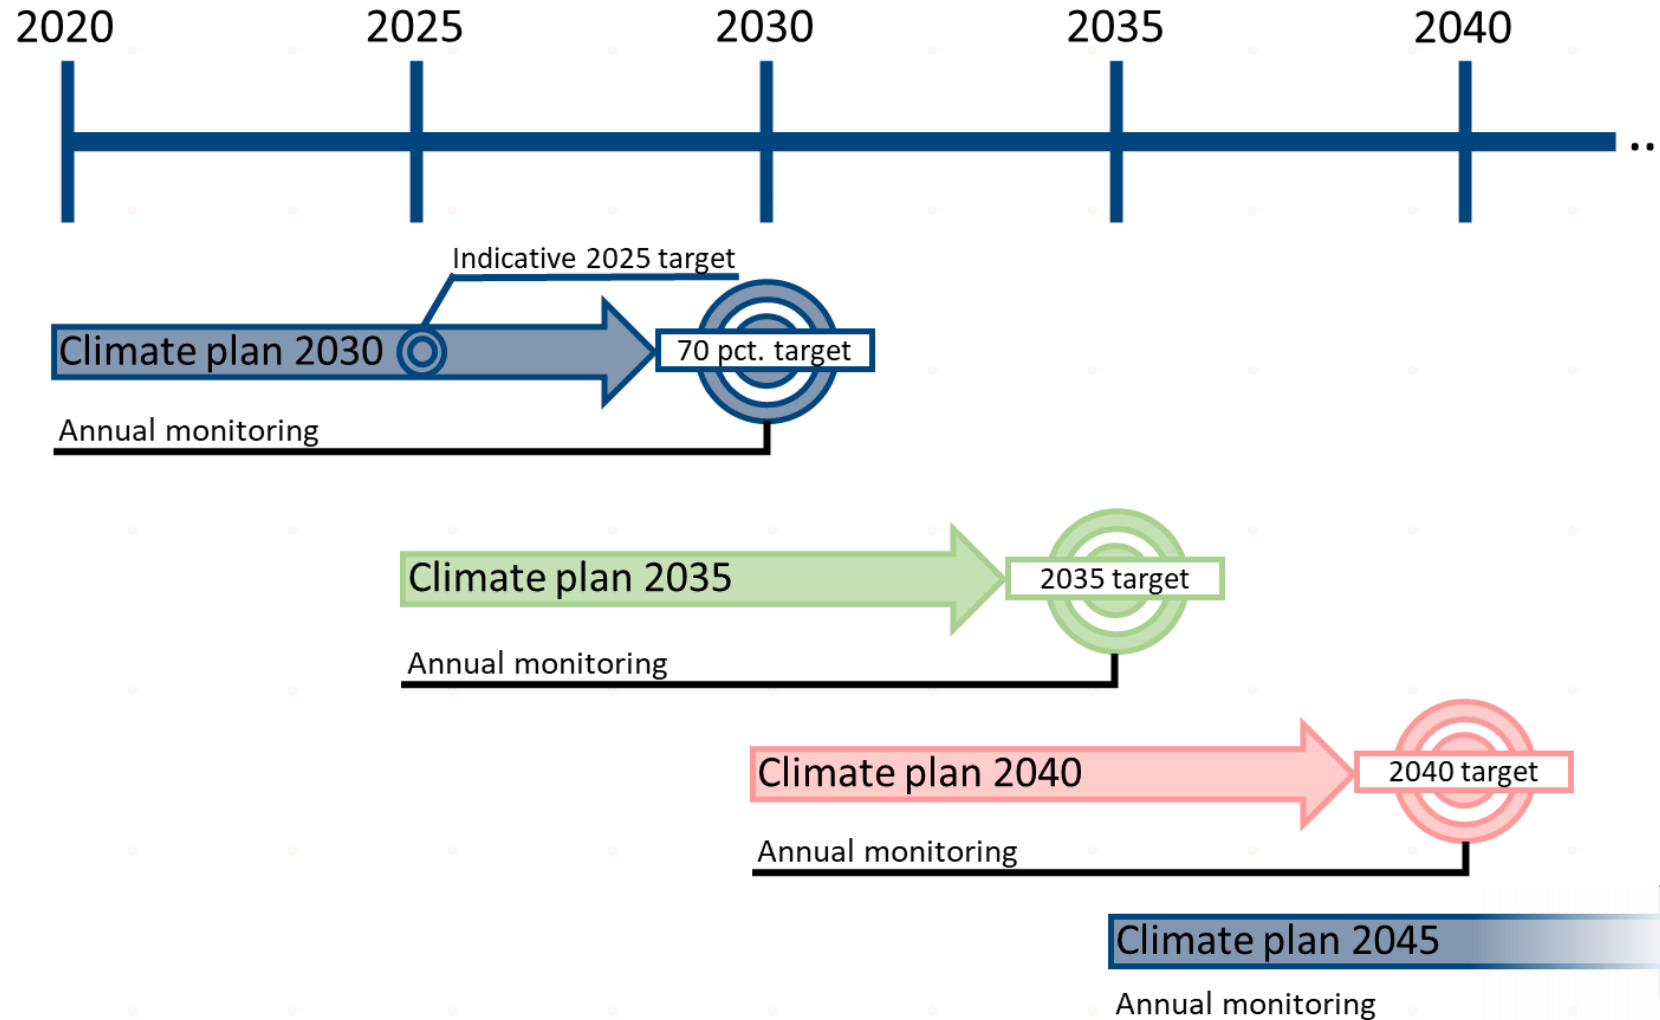 2020 2025 2030 2035 2040
..
Indicative 2025 target
Climate plan 2030
70 pct. target
Annual monitoring
Climate plan 2035
2035 target
Annual monitoring
Climate plan 2040
2040 target
Annual monitoring
Climate plan 2045
Annual monitoring